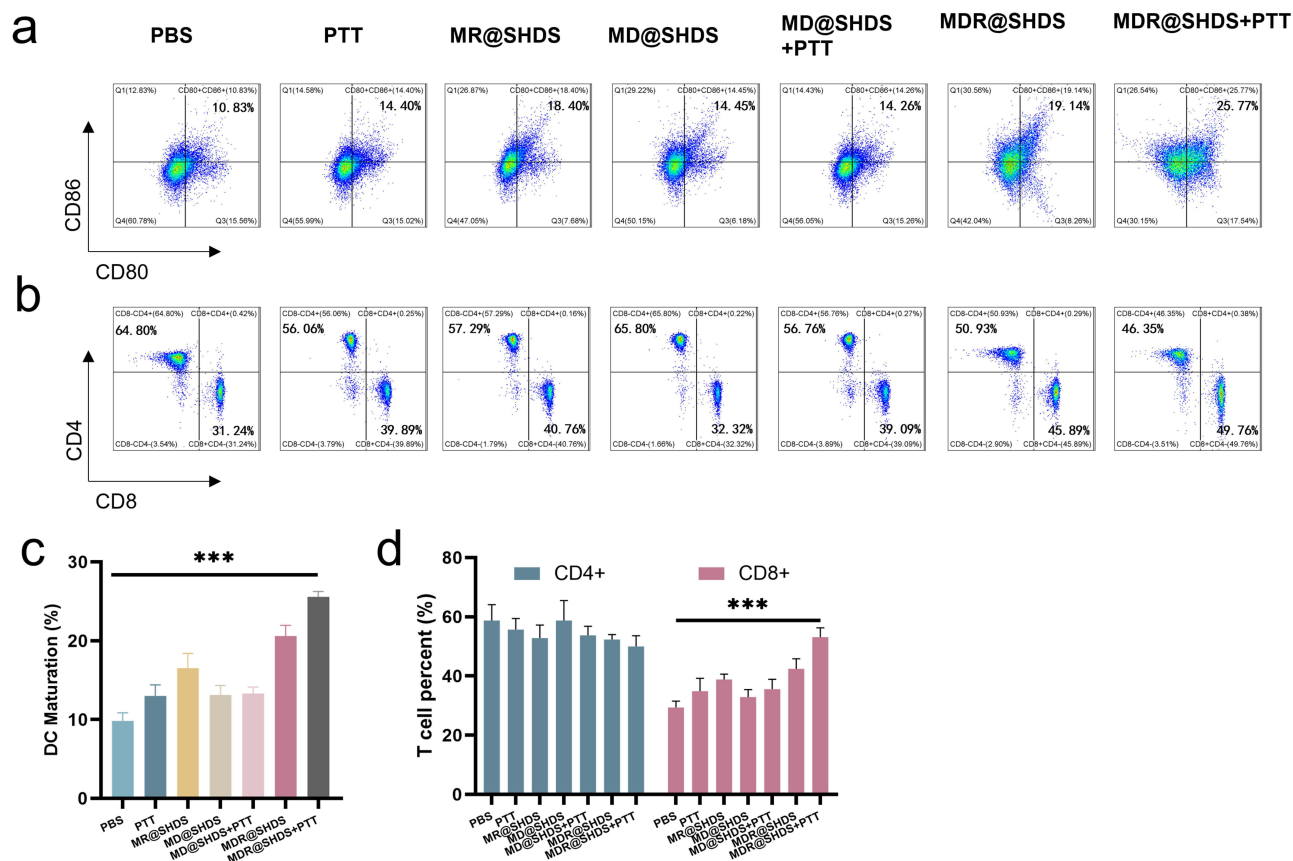 a
PBS
PTT
MR@SHDS
MD@SHDS
MD@SHDS
+PTT
MDR@SHDS
MDR@SHDS+PTT
Q1(12.83%) CD80+CD86+(10.83%)
10.83%
Q4(60.78%) Q3(15.56%)
Q1(14.58%) CD80+CD86+(14.40%)
14.40%
Q4(55.99%) Q3(15.02%)
Q1(26.87%) CD80+CD86+(18.40%)
18.40%
Q4(47.05%) Q3(7.68%)
Q1(29.22%) CD80+CD86+(14.45%)
14.45%
Q4(50.15%) Q3(6.18%)
Q1(14.43%) CD80+CD86+(14.26%)
14.26%
Q4(56.05%) Q3(15.26%)
Q1(30.56%) CD80+CD86+(19.14%)
19.14%
Q4(42.04%) Q3(8.26%)
Q1(26.54%) CD80+CD86+(25.77%)
25.77%
Q4(30.15%) Q3(17.54%)
CD86
CD80
b
CD8-CD4+(64.80%) CD8+CD4+(0.42%)
64.80%
31.24%
CD8-CD4-(3.54%) CD8+CD4-(31.24%)
CD8-CD4+(56.06%) CD8+CD4+(0.25%)
56.06%
39.89%
CD8-CD4-(3.79%) CD8+CD4-(39.89%)
CD8-CD4+(57.29%) CD8+CD4+(0.16%)
57.29%
40.76%
CD8-CD4-(1.79%) CD8+CD4-(40.76%)
CD8-CD4+(65.80%) CD8+CD4+(0.22%)
65.80%
32.32%
CD8-CD4-(1.66%) CD8+CD4-(32.32%)
CD8-CD4+(56.76%) CD8+CD4+(0.27%)
56.76%
39.09%
CD8-CD4-(3.89%) CD8+CD4-(39.09%)
CD8-CD4+(50.93%) CD8+CD4+(0.29%)
50.93%
45.89%
CD8-CD4-(2.90%) CD8+CD4-(45.89%)
CD8-CD4+(46.35%) CD8+CD4+(0.38%)
46.35%
49.76%
CD8-CD4-(3.51%) CD8+CD4-(49.76%)
CD4
CD8
c
DC Maturation (%)
30
20
10
0
***
PBS
PTT
MR@SHDS
MD@SHDS
MD@SHDS+PTT
MDR@SHDS
MDR@SHDS+PTT
d
T cell percent (%)
80
60
40
20
0
CD4+
CD8+
***
PBS
PTT
MR@SHDS
MD@SHDS
MD@SHDS+PTT
MDR@SHDS
MDR@SHDS+PTT
PBS
PTT
MR@SHDS
MD@SHDS
MD@SHDS+PTT
MDR@SHDS
MDR@SHDS+PTT